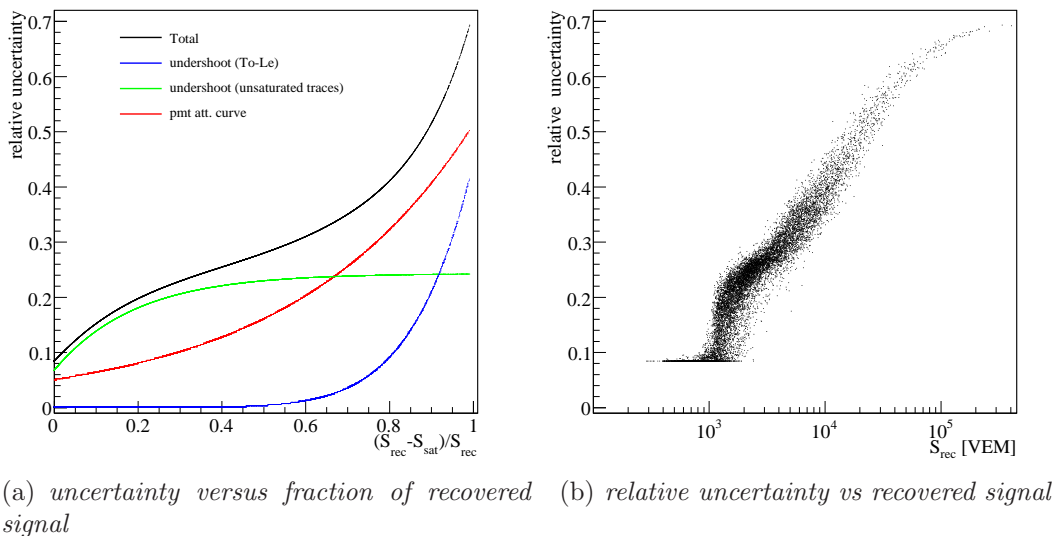 relative uncertainty
0.7
0.6
0.5
0.4
0.3
0.2
0.1
0
Total
undershoot (To-Le)
undershoot (unsaturated traces)
pmt att. curve
0 0.2 0.4 0.6 0.8 1
(S_rec-S_sat)/S_rec
relative uncertainty
0.7
0.6
0.5
0.4
0.3
0.2
0.1
0
10^3 10^4 10^5
S_rec [VEM]
(a) uncertainty versus fraction of recovered
signal
(b) relative uncertainty vs recovered signal